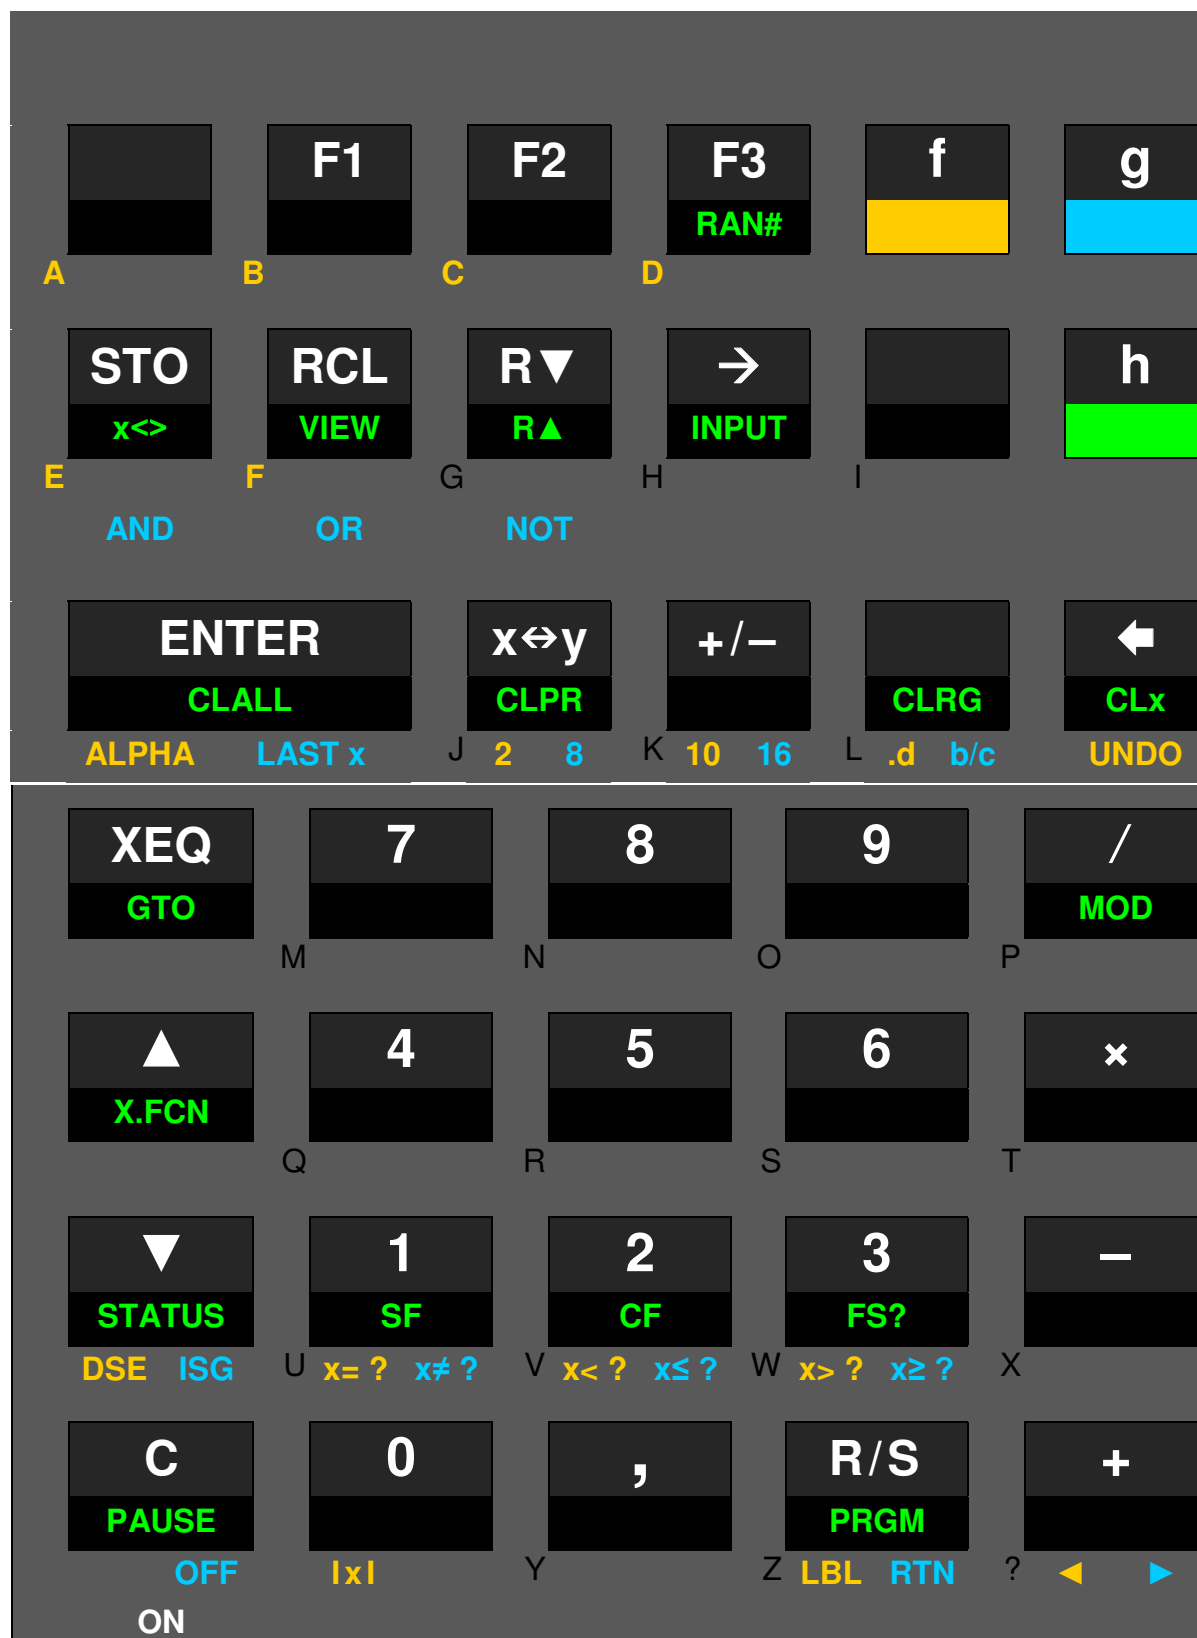 F1 F2 F3 f g
RAN#
A B C D
STO RCL R▼ → h
x<> VIEW R▲ INPUT
E F G H I
AND OR NOT
ENTER x↔y +/− 🡄
CLALL CLPR CLRG CLx
ALPHA LAST x J 2 8 K 10 16 L .d b/c UNDO
XEQ 7 8 9 /
GTO MOD
M N O P
▲ 4 5 6 ×
X.FCN
Q R S T
▼ 1 2 3 −
STATUS SF CF FS?
DSE ISG U x= ? x≠ ? V x< ? x≤ ? W x> ? x≥ ? X
C 0 , R/S +
PAUSE PRGM
OFF |x| Y Z LBL RTN ? ◄ ►
ON